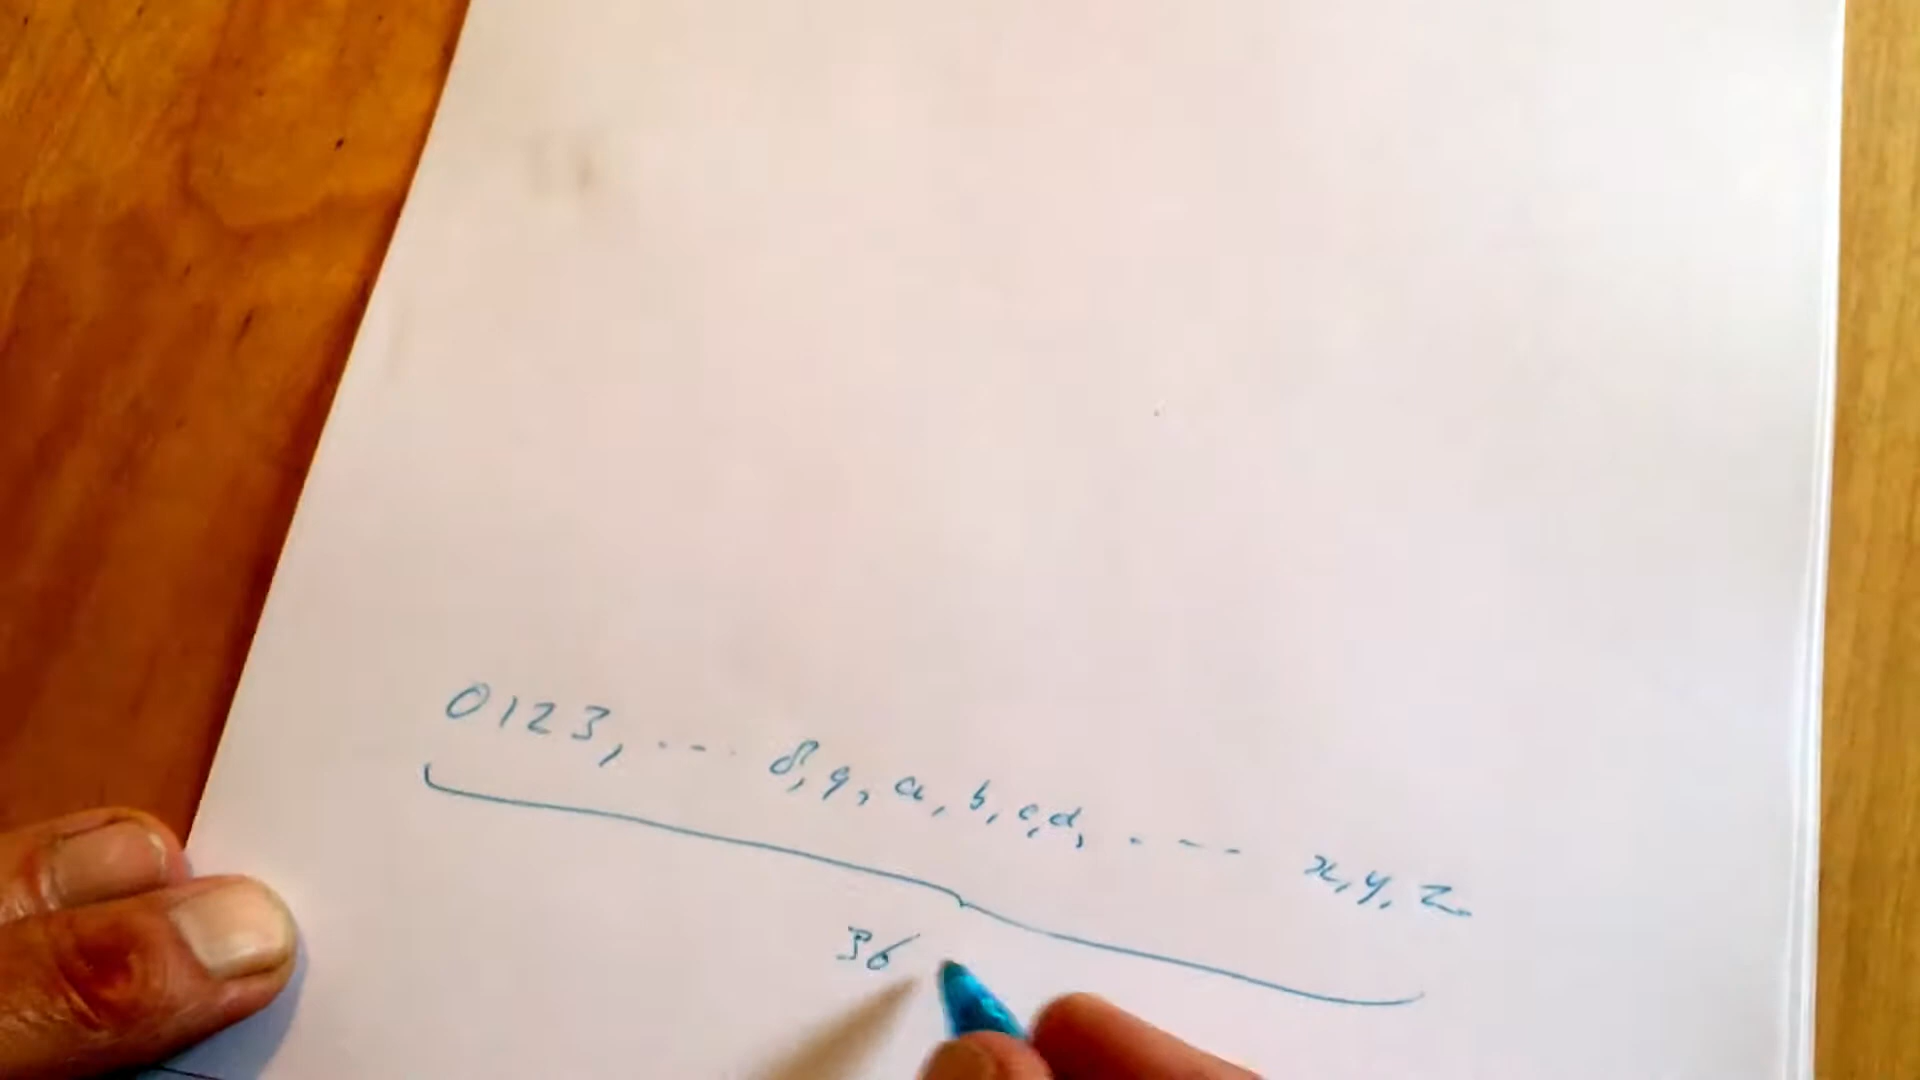 0123, --- 8, 9, a, b, c, d, ---- x, y, z
36